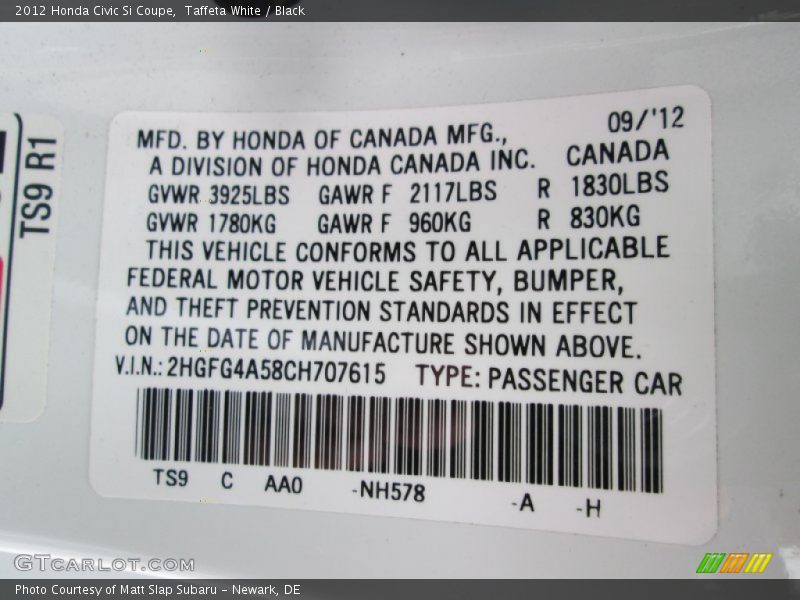 2012 Honda Civic Si Coupe, Taffeta White / Black
TS9 R1
09/'12
MFD. BY HONDA OF CANADA MFG.,
A DIVISION OF HONDA CANADA INC. CANADA
GVWR 3925LBS GAWR F 2117LBS R 1830LBS
GVWR 1780KG GAWR F 960KG R 830KG
THIS VEHICLE CONFORMS TO ALL APPLICABLE
FEDERAL MOTOR VEHICLE SAFETY, BUMPER,
AND THEFT PREVENTION STANDARDS IN EFFECT
ON THE DATE OF MANUFACTURE SHOWN ABOVE.
V.I.N.: 2HGFG4A58CH707615 TYPE: PASSENGER CAR
TS9 C AA0 -NH578 -A -H
GTCARLOT.COM
Photo Courtesy of Matt Slap Subaru - Newark, DE